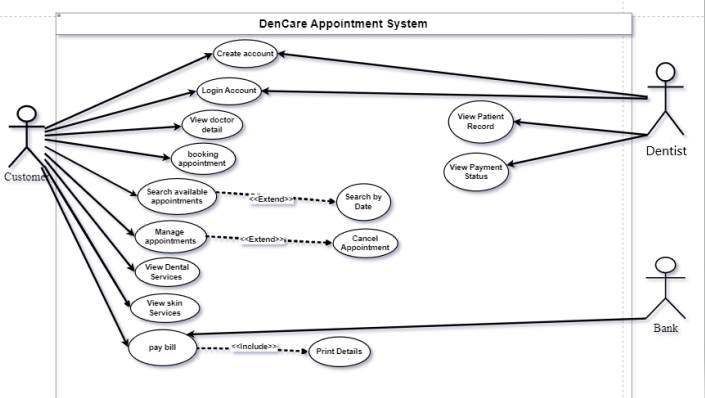 DenCare Appointment System
Create account
Login Account
View doctor
detail
booking
appointment
Search available
appointments
<<Extend>>
Search by
Date
Manage
appointments
<<Extend>>
Cancel
Appointment
View Dental
Services
View skin
Services
pay bill
<<Include>>
Print Details
View Patient
Record
View Payment
Status
Customer
Dentist
Bank